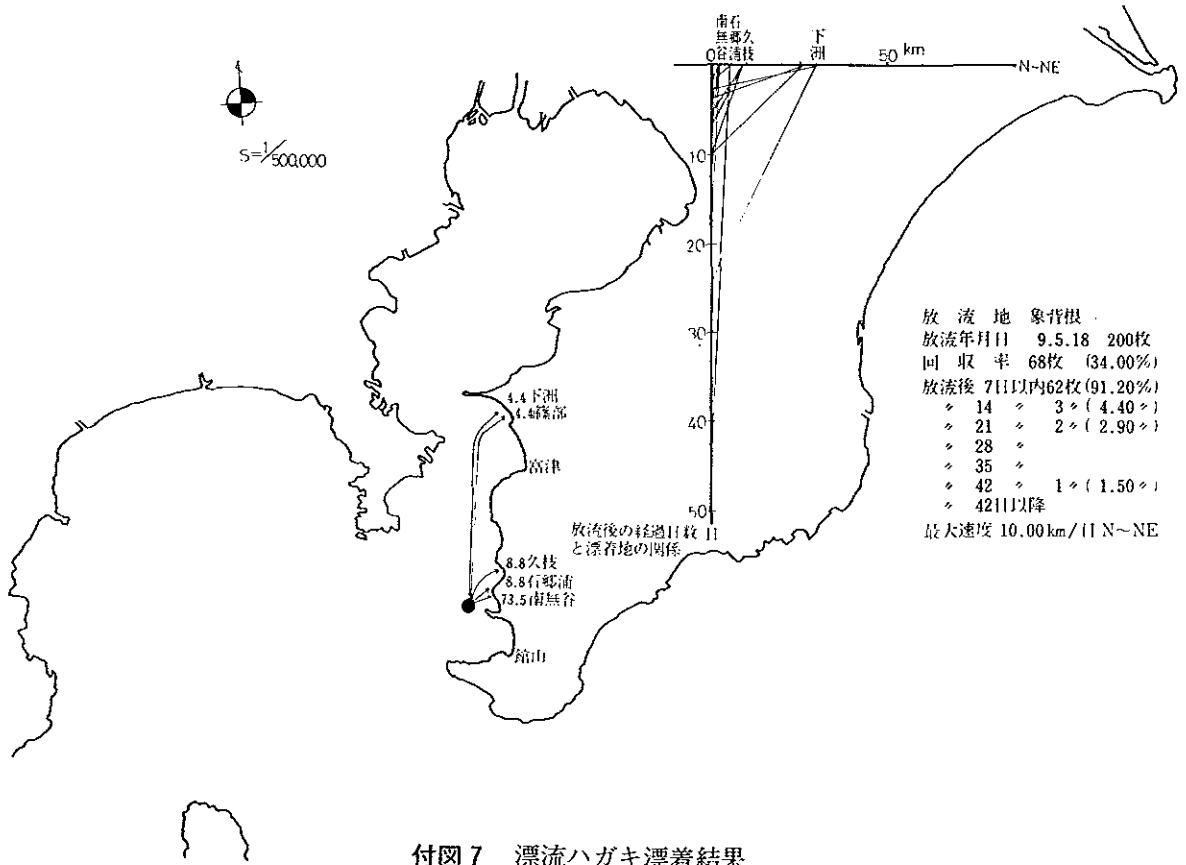 S=1/500,000
南無谷
石郷浦
久枝
下洲
0
50 km
N~NE
10
20
30
40
50
日
放流後の経過日数
と漂着地の関係
4.4下洲
4.4篠部
富津
8.8久枝
8.8石郷浦
73.5南無谷
館山
放流地 象背根
放流年月日 9.5.18 200枚
回収率 68枚 (34.00%)
放流後 7日以内62枚(91.20%)
〃 14 〃 3〃( 4.40〃)
〃 21 〃 2〃( 2.90〃)
〃 28 〃
〃 35 〃
〃 42 〃 1〃( 1.50〃)
〃 42日以降
最大速度 10.00km/日 N~NE
付図7 漂流ハガキ漂着結果